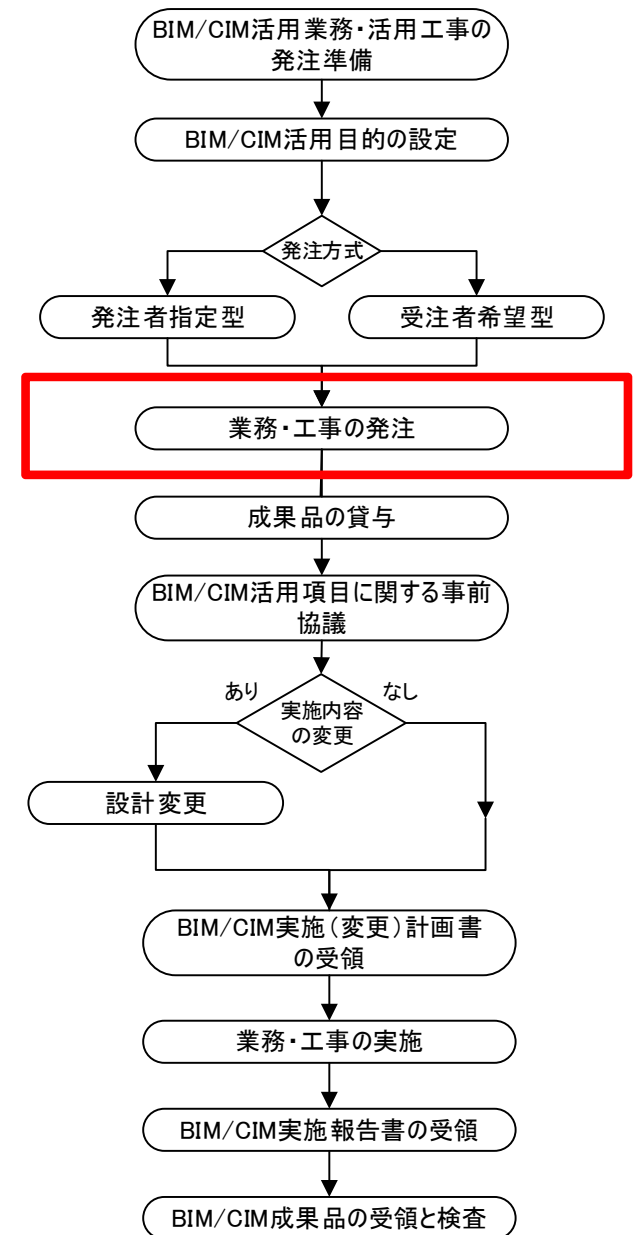 BIM/CIM活用業務・活用工事の
発注準備
BIM/CIM活用目的の設定
発注方式
発注者指定型
受注者希望型
業務・工事の発注
成果品の貸与
BIM/CIM活用項目に関する事前
協議
あり
なし
実施内容
の変更
設計変更
BIM/CIM実施（変更）計画書
の受領
業務・工事の実施
BIM/CIM実施報告書の受領
BIM/CIM成果品の受領と検査